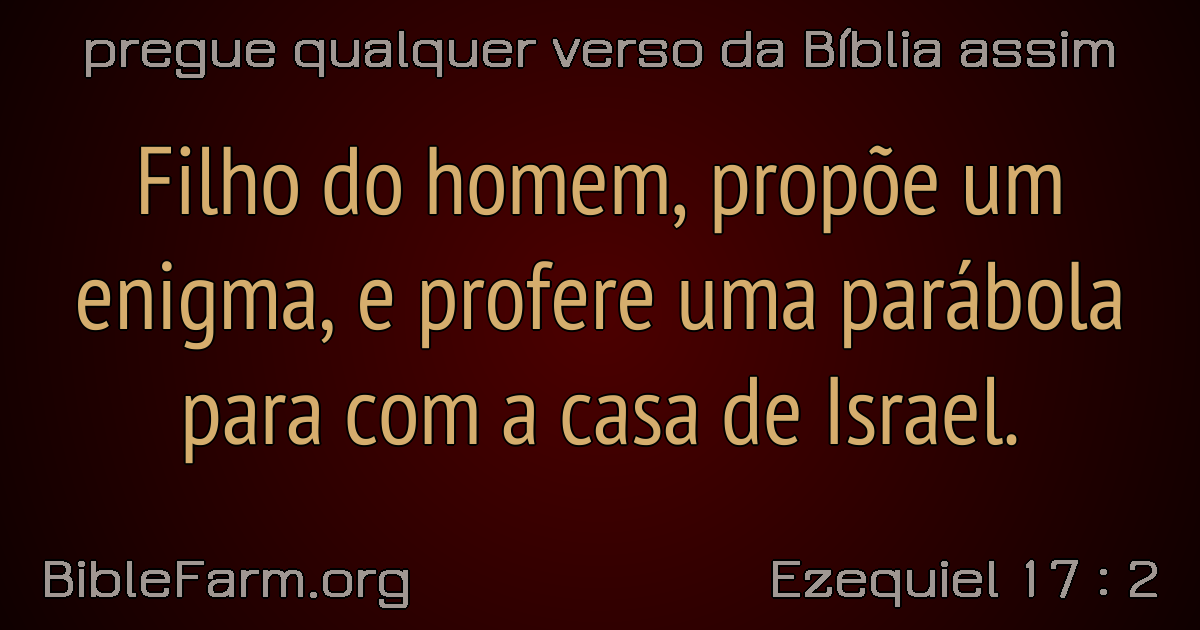 pregue qualquer verso da Bíblia assim
Filho do homem, propõe um
enigma, e profere uma parábola
para com a casa de Israel.
BibleFarm.org
Ezequiel 17 : 2